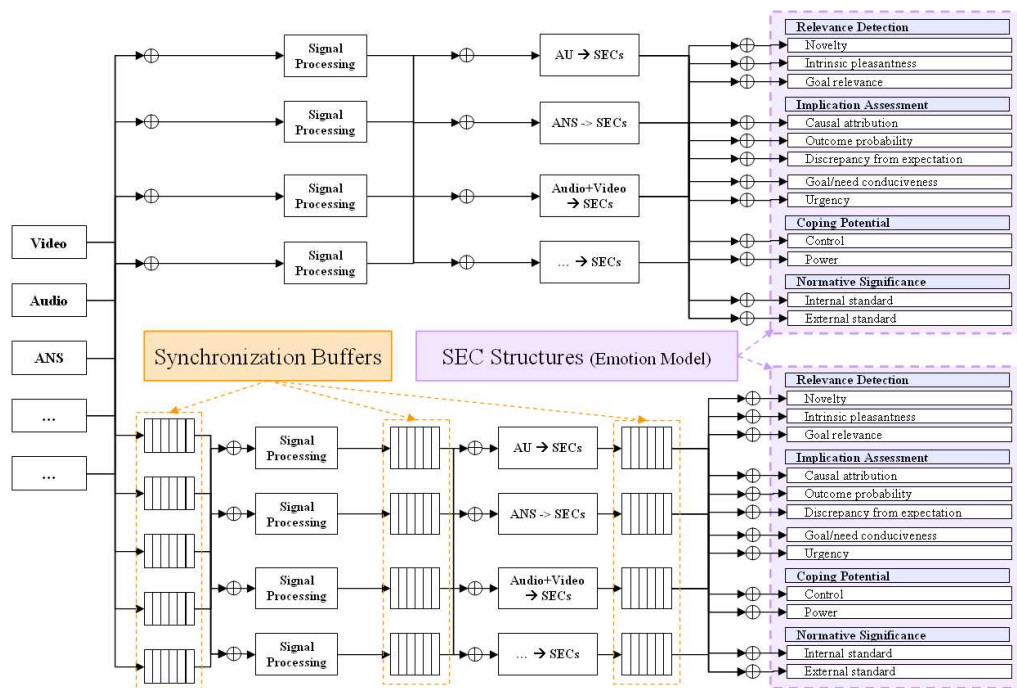 Video
Audio
ANS
...
...
Signal
Processing
Signal
Processing
Signal
Processing
Signal
Processing
AU → SECs
ANS -> SECs
Audio+Video
→ SECs
... → SECs
Relevance Detection
Novelty
Intrinsic pleasantness
Goal relevance
Implication Assessment
Causal attribution
Outcome probability
Discrepancy from expectation
Goal/need conduciveness
Urgency
Coping Potential
Control
Power
Normative Significance
Internal standard
External standard
Synchronization Buffers
SEC Structures (Emotion Model)
Signal
Processing
Signal
Processing
Signal
Processing
Signal
Processing
AU → SECs
ANS -> SECs
Audio+Video
→ SECs
... → SECs
Relevance Detection
Novelty
Intrinsic pleasantness
Goal relevance
Implication Assessment
Causal attribution
Outcome probability
Discrepancy from expectation
Goal/need conduciveness
Urgency
Coping Potential
Control
Power
Normative Significance
Internal standard
External standard